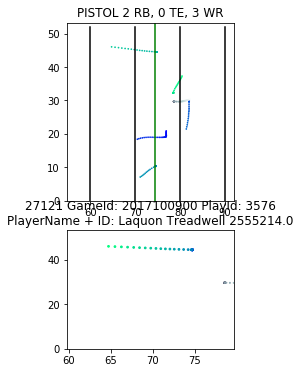 PISTOL 2 RB, 0 TE, 3 WR
50
40
30
20
10
0
60 70 80 90
27121 GameId: 2017100900 PlayId: 3576
PlayerName + ID: Laquon Treadwell 2555214.0
40
20
0
60 65 70 75